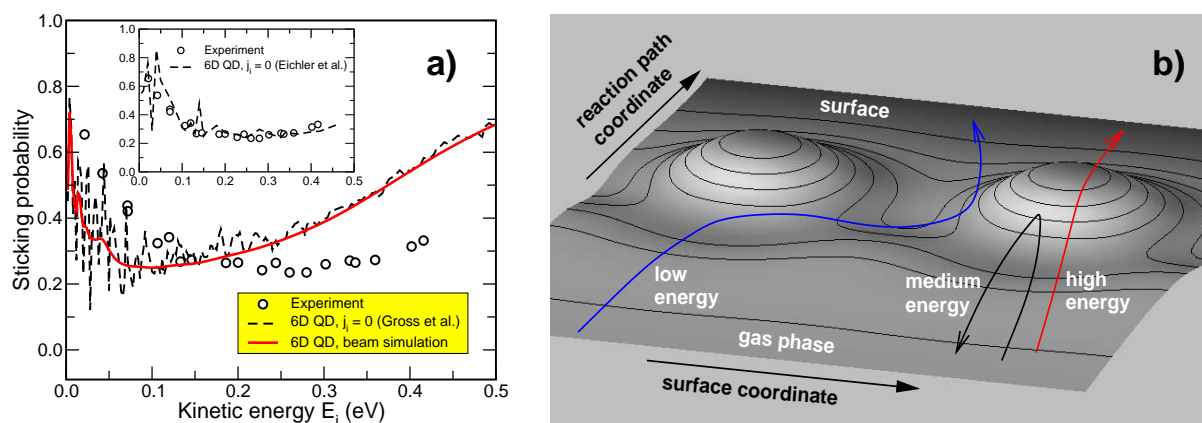 a)
Sticking probability
1.0
0.8
0.6
0.4
0.2
0.0
0.0 0.1 0.2 0.3 0.4 0.5
Kinetic energy E_i (eV)
1.0
0.8
0.6
0.4
0.2
0.0
0.0 0.1 0.2 0.3 0.4 0.5
Experiment
6D QD, j_i = 0 (Eichler et al.)
Experiment
6D QD, j_i = 0 (Gross et al.)
6D QD, beam simulation
b)
reaction path
coordinate
surface
low
energy
medium
energy
high
energy
gas phase
surface coordinate